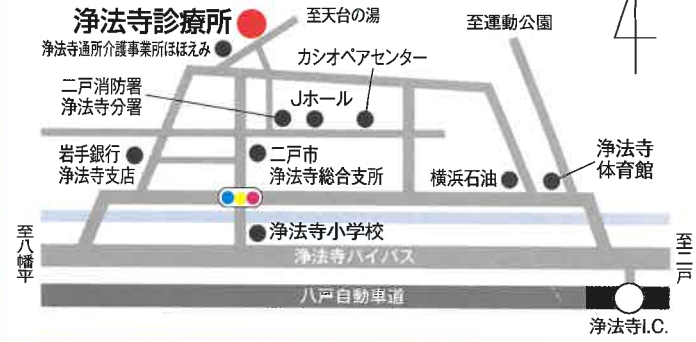 浄法寺診療所
至天台の湯
至運動公園
浄法寺通所介護事業所ほほえみ
カシオペアセンター
二戸消防署
浄法寺分署
Jホール
岩手銀行
浄法寺支店
二戸市
浄法寺総合支所
横浜石油
浄法寺
体育館
浄法寺小学校
至八幡平
浄法寺バイパス
至二戸
八戸自動車道
浄法寺I.C.